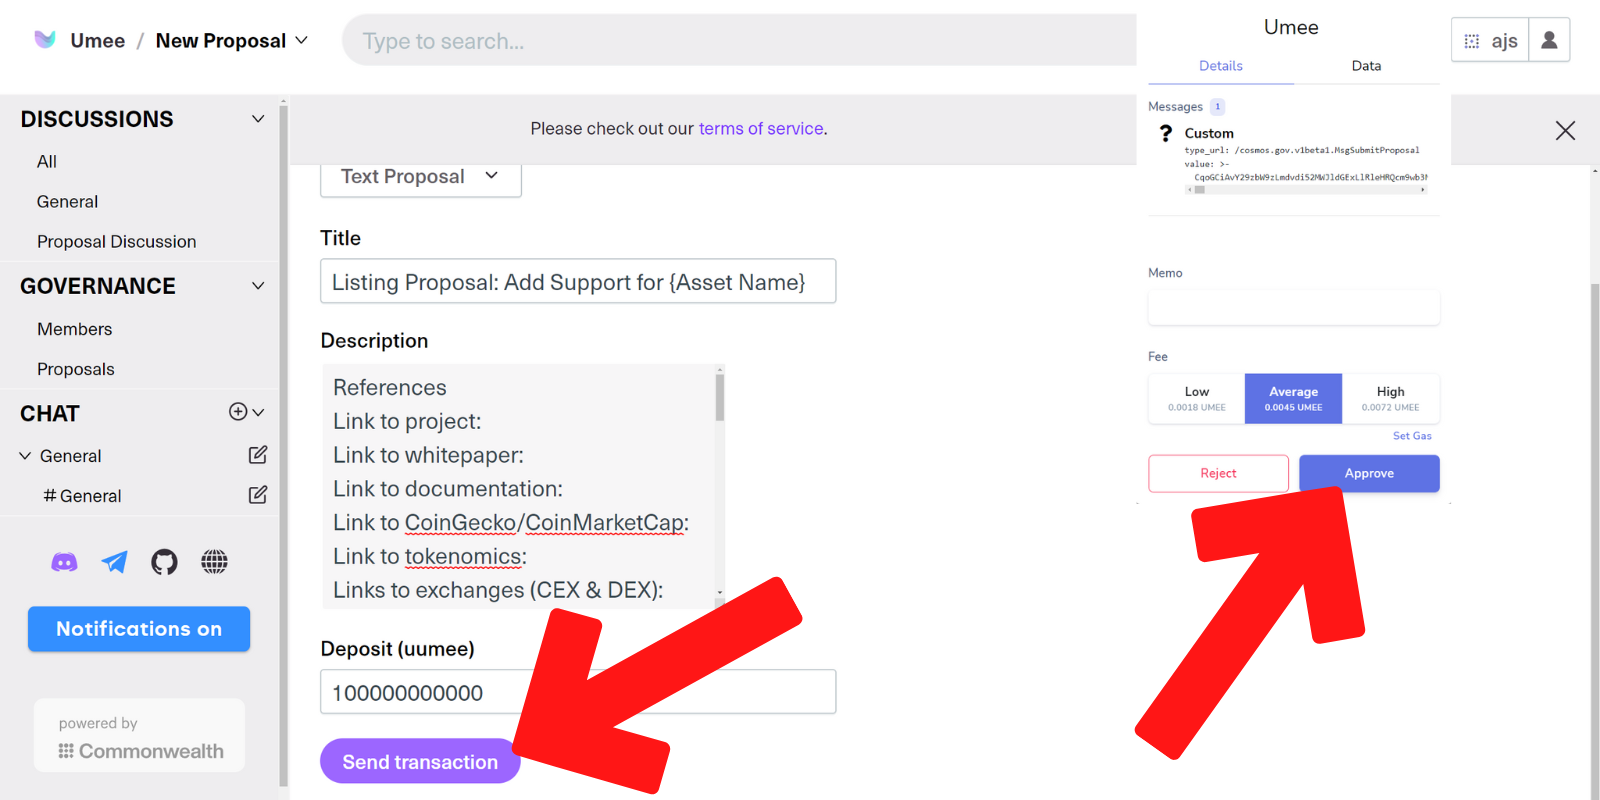 Umee / New Proposal
Type to search...
Umee
ajs
Details
Data
DISCUSSIONS
All
General
Proposal Discussion
GOVERNANCE
Members
Proposals
CHAT
General
# General
Notifications on
powered by
Commonwealth
Please check out our terms of service.
Text Proposal
Title
Listing Proposal: Add Support for {Asset Name}
Description
References
Link to project:
Link to whitepaper:
Link to documentation:
Link to CoinGecko/CoinMarketCap:
Link to tokenomics:
Links to exchanges (CEX & DEX):
Deposit (uumee)
100000000000
Send transaction
Messages 1
? Custom
type_url: /cosmos.gov.v1beta1.MsgSubmitProposal
value: >-
Memo
Fee
Low
0.0018 UMEE
Average
0.0045 UMEE
High
0.0072 UMEE
Set Gas
Reject
Approve